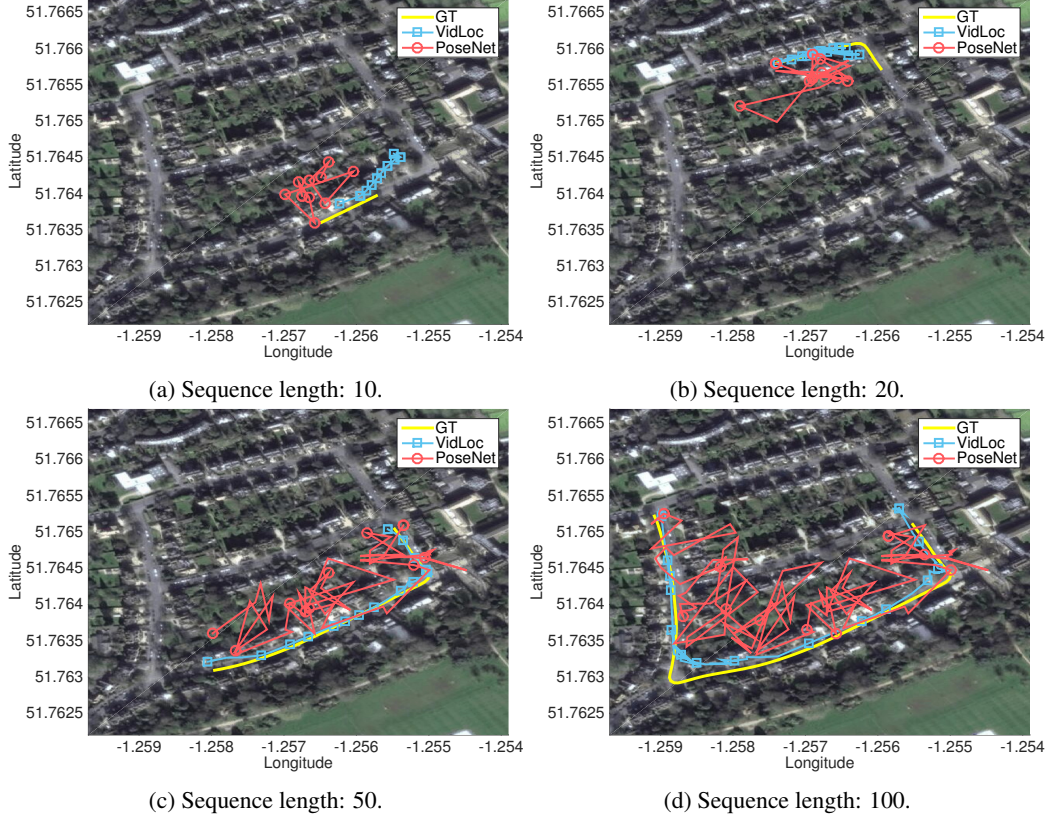 51.7665
51.766
51.7655
51.765
51.7645
51.764
51.7635
51.763
51.7625
Latitude
GT
VidLoc
PoseNet
-1.259 -1.258 -1.257 -1.256 -1.255 -1.254
Longitude
(a) Sequence length: 10.
51.7665
51.766
51.7655
51.765
51.7645
51.764
51.7635
51.763
51.7625
Latitude
GT
VidLoc
PoseNet
-1.259 -1.258 -1.257 -1.256 -1.255 -1.254
Longitude
(b) Sequence length: 20.
51.7665
51.766
51.7655
51.765
51.7645
51.764
51.7635
51.763
51.7625
Latitude
GT
VidLoc
PoseNet
-1.259 -1.258 -1.257 -1.256 -1.255 -1.254
Longitude
(c) Sequence length: 50.
51.7665
51.766
51.7655
51.765
51.7645
51.764
51.7635
51.763
51.7625
Latitude
GT
VidLoc
PoseNet
-1.259 -1.258 -1.257 -1.256 -1.255 -1.254
Longitude
(d) Sequence length: 100.